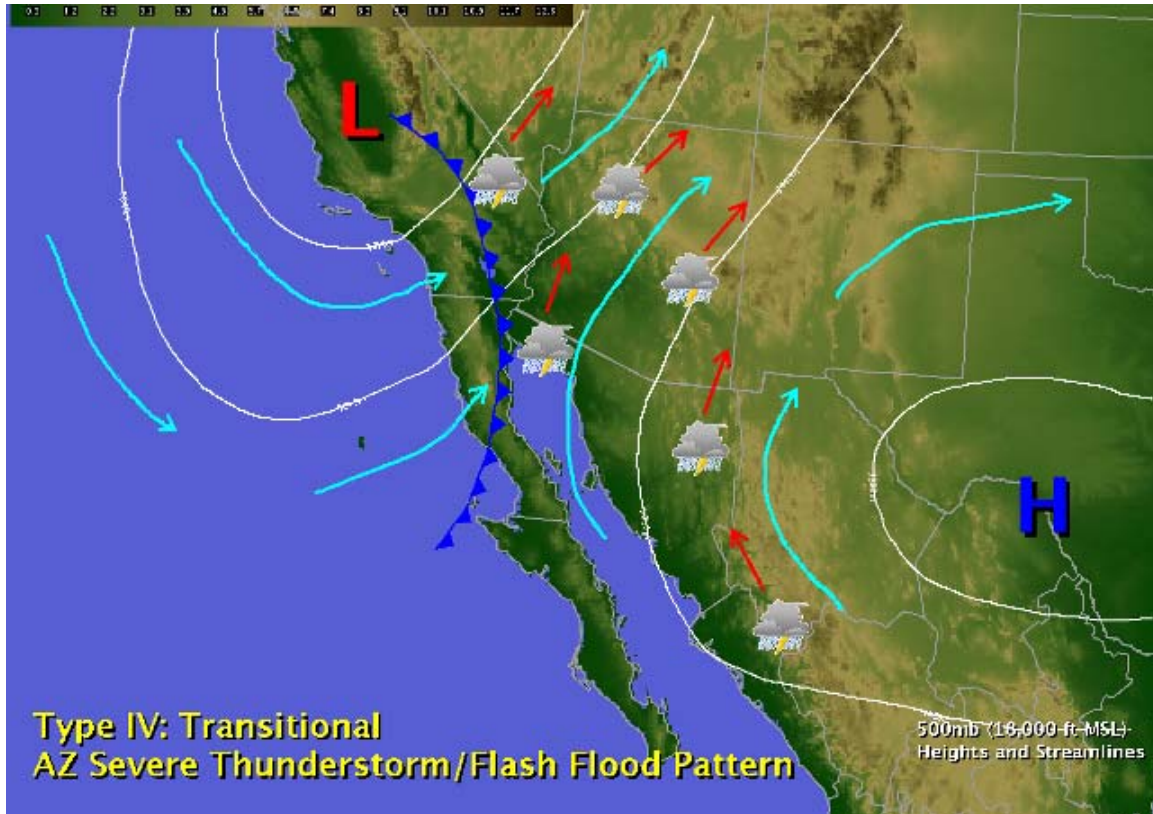 L
H
Type IV: Transitional
AZ Severe Thunderstorm/Flash Flood Pattern
500mb (18,000 ft MSL)
Heights and Streamlines